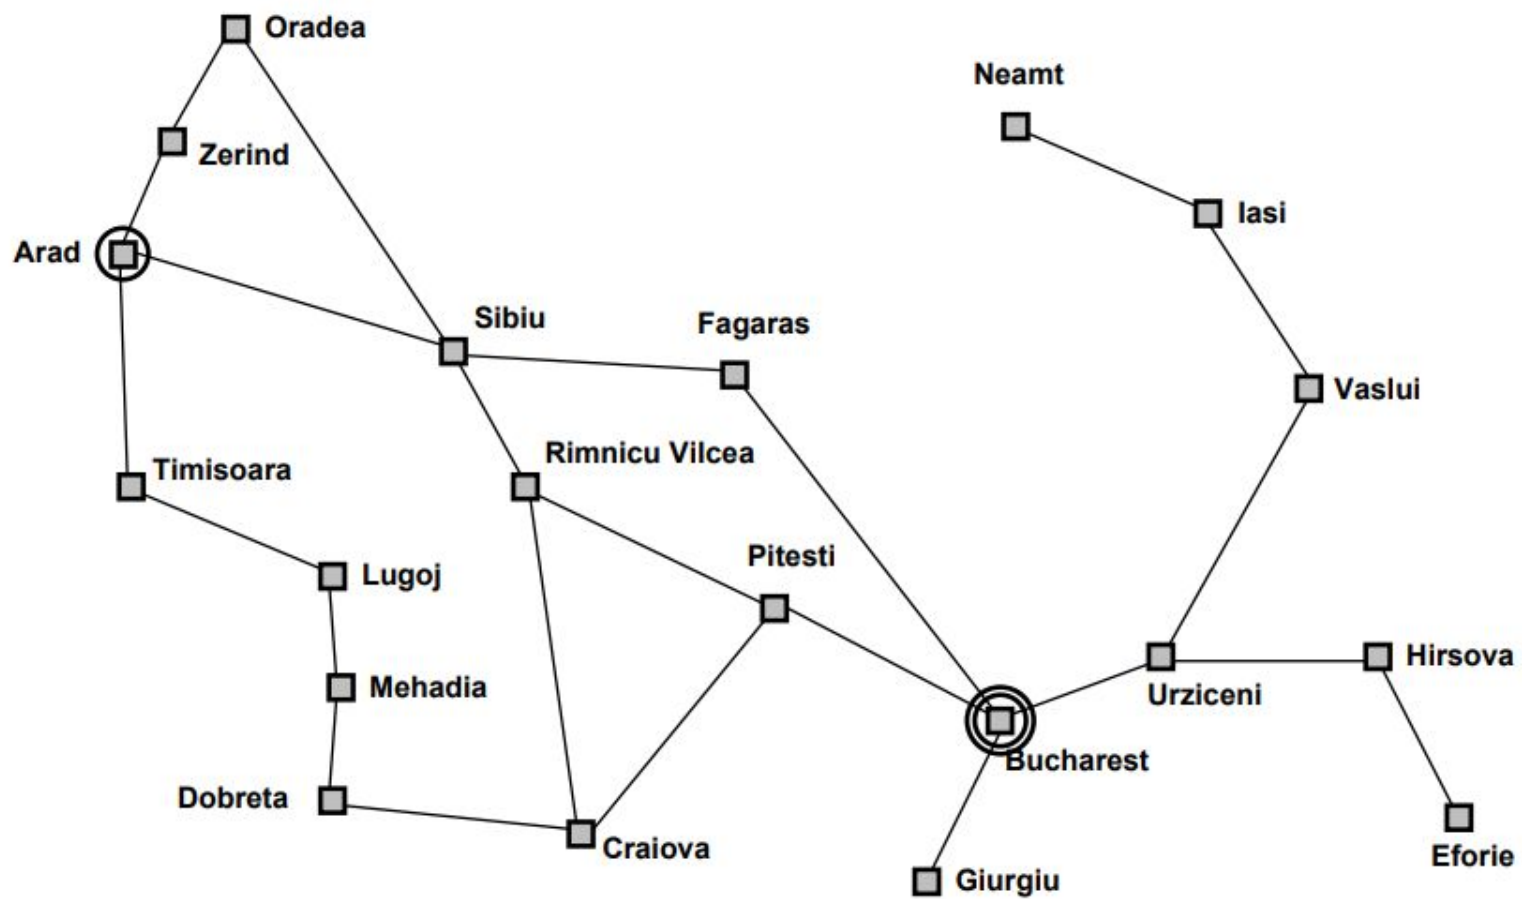 Oradea
Neamt
Zerind
Iasi
Arad
Sibiu
Fagaras
Vaslui
Rimnicu Vilcea
Timisoara
Pitesti
Lugoj
Hirsova
Mehadia
Urziceni
Bucharest
Dobreta
Craiova
Eforie
Giurgiu